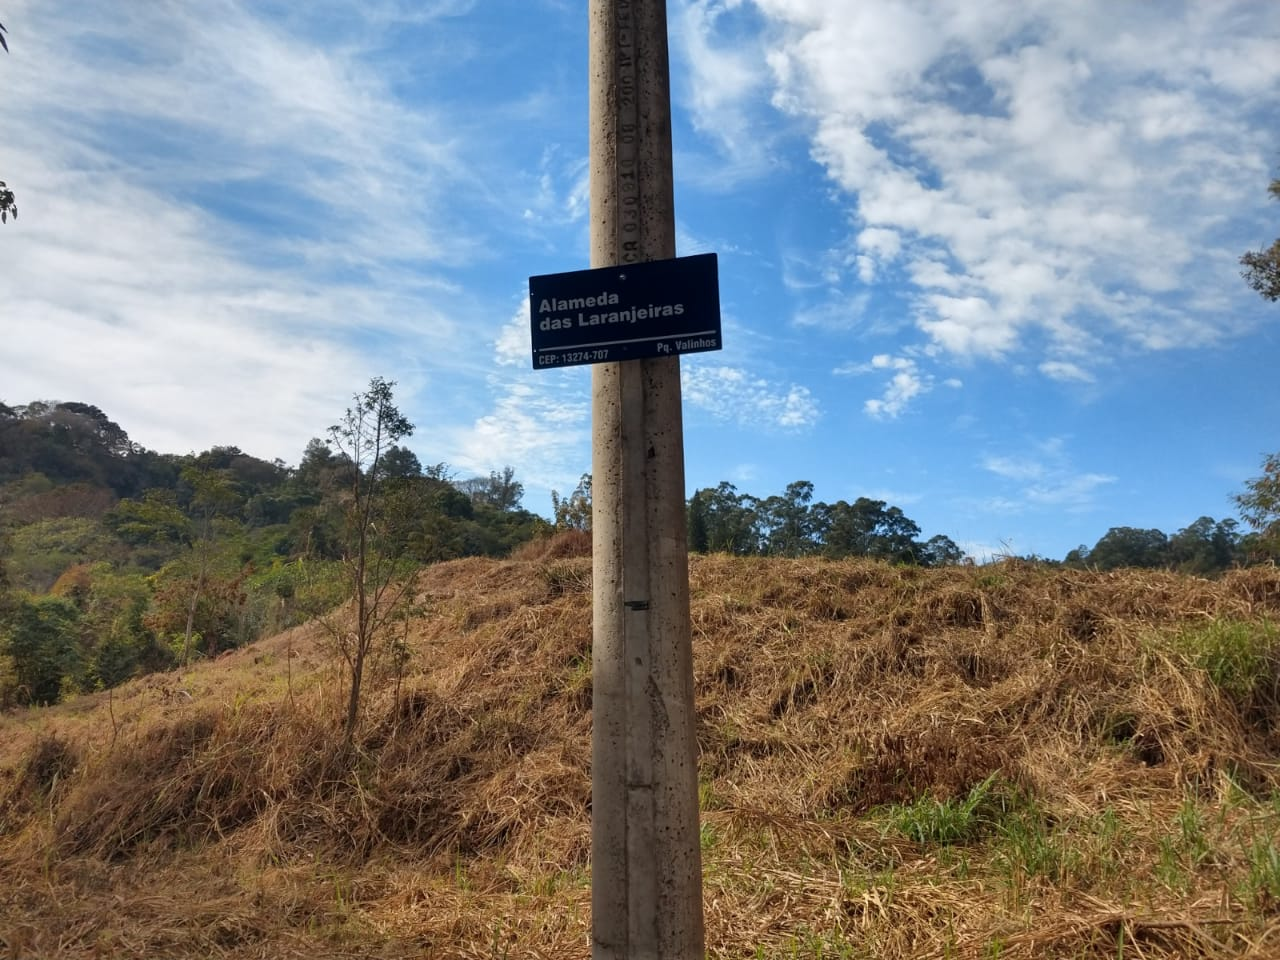 Alameda
das Laranjeiras
CEP: 13274-707 Pq. Valinhos